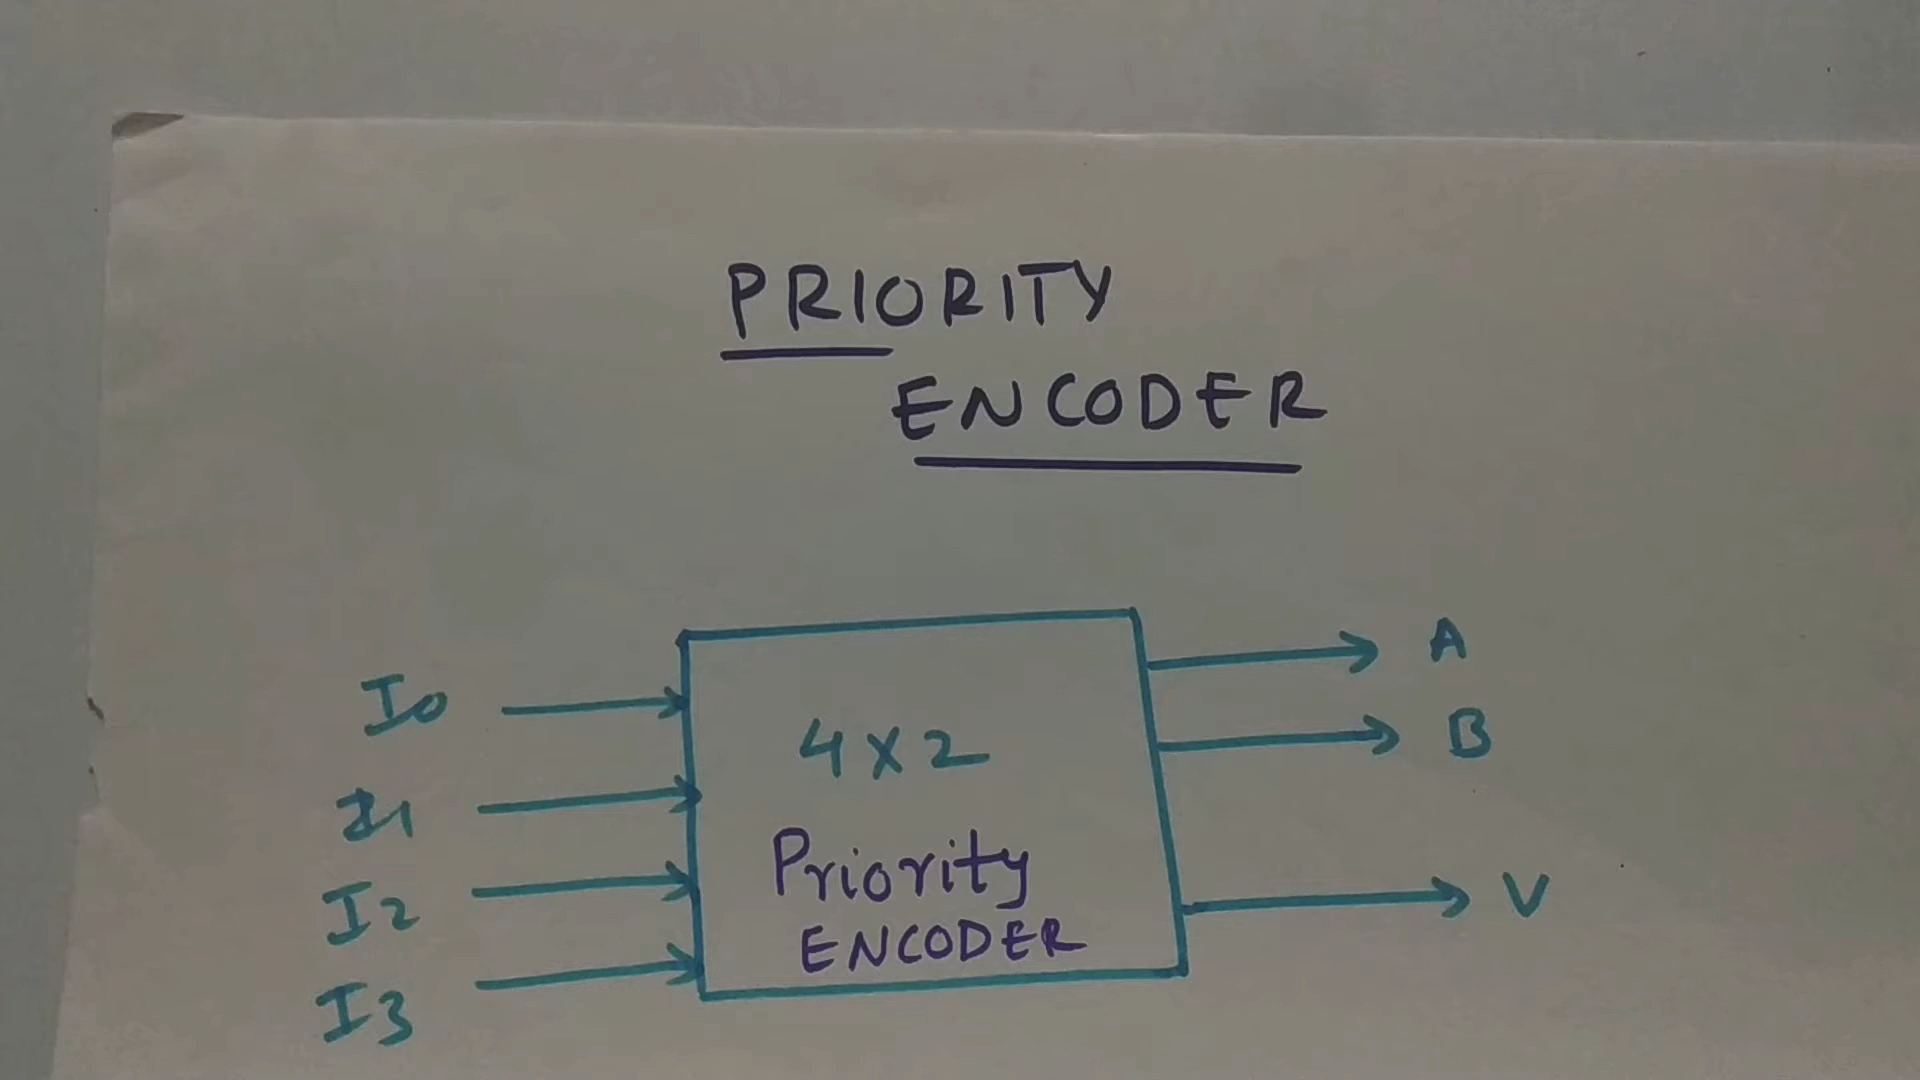 PRIORITY
ENCODER
I0
I1
I2
I3
4x2
Priority
ENCODER
A
B
V